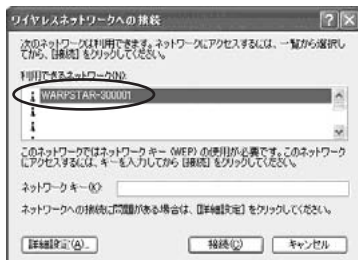 ワイヤレスネットワークへの接続
次のネットワークは利用できます。ネットワークにアクセスするには、一覧から選択し
てから、[接続] をクリックしてください。
利用できるネットワーク(N):
WARPSTAR-300001
このネットワークではネットワーク キー (WEP) の使用が必要です。このネットワーク
にアクセスするには、キーを入力してから [接続] をクリックしてください。
ネットワーク キー(K):
ネットワークへの接続に問題がある場合は、[詳細設定] をクリックしてください。
詳細設定(A)...
接続(C)
キャンセル